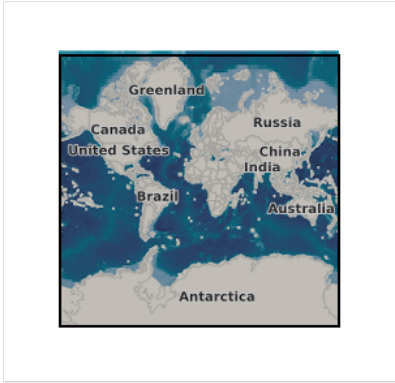 Greenland
Canada
Russia
United States
China
India
Brazil
Australia
Antarctica